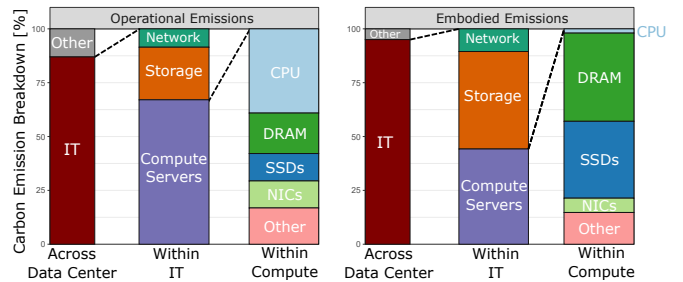 Operational Emissions
Embodied Emissions
Carbon Emission Breakdown [%]
100
75
50
25
0
Other
IT
Network
Storage
Compute
Servers
CPU
DRAM
SSDs
NICs
Other
Across
Data Center
Within
IT
Within
Compute
100
75
50
25
0
Other
IT
Network
Storage
Compute
Servers
CPU
DRAM
SSDs
NICs
Other
Across
Data Center
Within
IT
Within
Compute